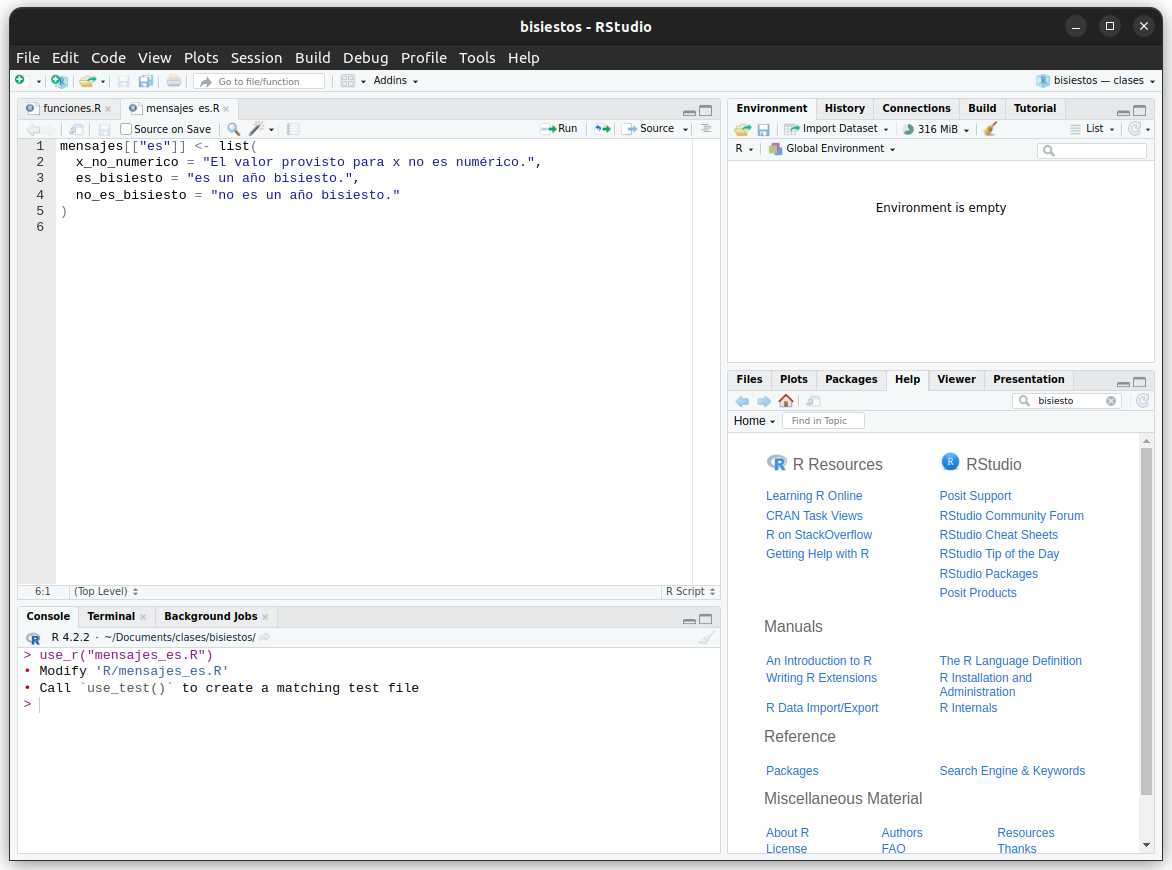 bisiestos - RStudio
File Edit Code View Plots Session Build Debug Profile Tools Help
Go to file/function Addins bisiestos — clases
funciones.R mensajes_es.R
Source on Save Run Source
1 mensajes[["es"]] <- list(
2 x_no_numerico = "El valor provisto para x no es numérico.",
3 es_bisiesto = "es un año bisiesto.",
4 no_es_bisiesto = "no es un año bisiesto."
5 )
6
6:1 (Top Level) R Script
Console Terminal Background Jobs
R 4.2.2 · ~/Documents/clases/bisiestos/
> use_r("mensajes_es.R")
• Modify 'R/mensajes_es.R'
• Call `use_test()` to create a matching test file
>
Environment History Connections Build Tutorial
Import Dataset 316 MiB List
R Global Environment
Environment is empty
Files Plots Packages Help Viewer Presentation
bisiesto
Home Find in Topic
R Resources
Learning R Online
CRAN Task Views
R on StackOverflow
Getting Help with R
RStudio
Posit Support
RStudio Community Forum
RStudio Cheat Sheets
RStudio Tip of the Day
RStudio Packages
Posit Products
Manuals
An Introduction to R The R Language Definition
Writing R Extensions R Installation and
Administration
R Data Import/Export R Internals
Reference
Packages Search Engine & Keywords
Miscellaneous Material
About R Authors Resources
License FAQ Thanks